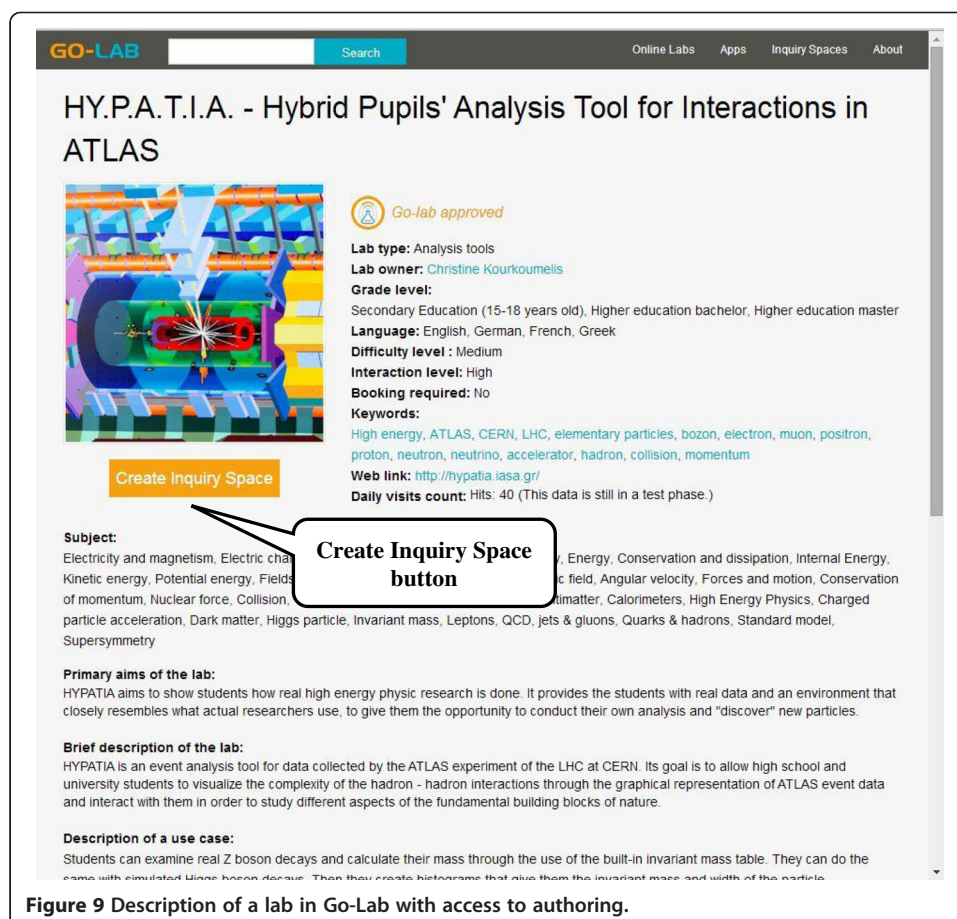 GO-LAB
Search
Online Labs Apps Inquiry Spaces About
HY.P.A.T.I.A. - Hybrid Pupils' Analysis Tool for Interactions in
ATLAS
Go-lab approved
Lab type: Analysis tools
Lab owner: Christine Kourkoumelis
Grade level:
Secondary Education (15-18 years old), Higher education bachelor, Higher education master
Language: English, German, French, Greek
Difficulty level : Medium
Interaction level: High
Booking required: No
Keywords:
High energy, ATLAS, CERN, LHC, elementary particles, bozon, electron, muon, positron,
proton, neutron, neutrino, accelerator, hadron, collision, momentum
Web link: http://hypatia.iasa.gr/
Daily visits count: Hits: 40 (This data is still in a test phase.)
Create Inquiry Space
Create Inquiry Space
button
Subject:
Electricity and magnetism, Electric Energy, Conservation and dissipation, Internal Energy,
Kinetic energy, Potential energy, Fields field, Angular velocity, Forces and motion, Conservation
of momentum, Nuclear force, Collision, Calorimeters, High Energy Physics, Charged
particle acceleration, Dark matter, Higgs particle, Invariant mass, Leptons, QCD, jets & gluons, Quarks & hadrons, Standard model,
Supersymmetry
Primary aims of the lab:
HYPATIA aims to show students how real high energy physic research is done. It provides the students with real data and an environment that
closely resembles what actual researchers use, to give them the opportunity to conduct their own analysis and "discover" new particles.
Brief description of the lab:
HYPATIA is an event analysis tool for data collected by the ATLAS experiment of the LHC at CERN. Its goal is to allow high school and
university students to visualize the complexity of the hadron - hadron interactions through the graphical representation of ATLAS event data
and interact with them in order to study different aspects of the fundamental building blocks of nature.
Description of a use case:
Students can examine real Z boson decays and calculate their mass through the use of the built-in invariant mass table. They can do the
same with simulated Higgs boson decays. Then they create histograms that give them the invariant mass and width of the particle
Figure 9 Description of a lab in Go-Lab with access to authoring.